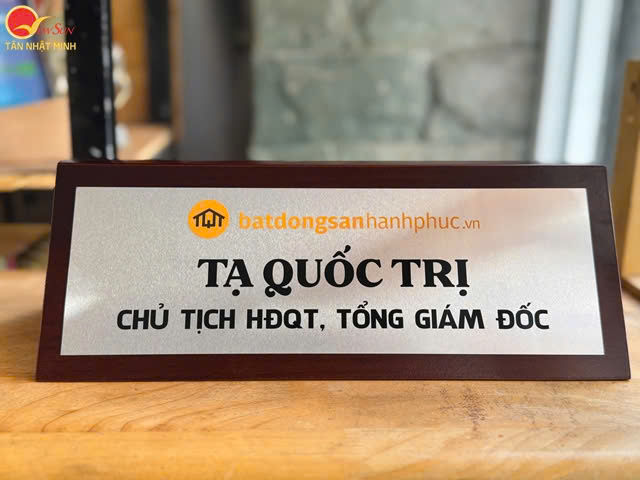 TÂN NHẬT MINH
batdongsanhanhphuc.vn
TẠ QUỐC TRỊ
CHỦ TỊCH HĐQT, TỔNG GIÁM ĐỐC